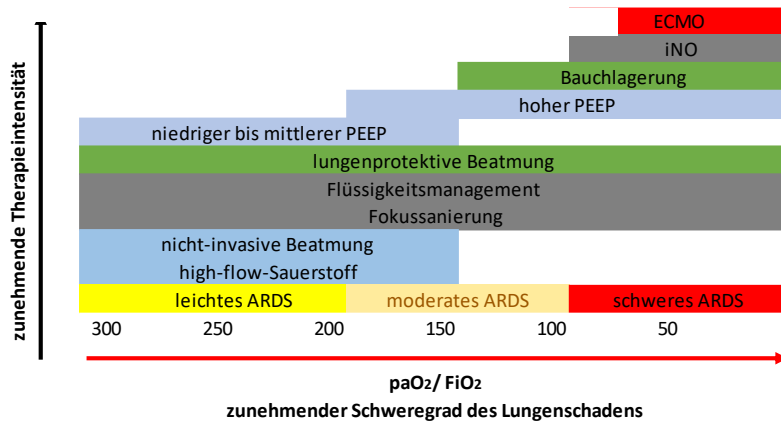 ECMO
iNO
Bauchlagerung
hoher PEEP
niedriger bis mittlerer PEEP
lungenprotektive Beatmung
Flüssigkeitsmanagement
Fokussanierung
nicht-invasive Beatmung
high-flow-Sauerstoff
leichtes ARDS moderates ARDS schweres ARDS
300 250 200 150 100 50
paO₂/ FiO₂
zunehmender Schweregrad des Lungenschadens
zunehmende Therapieintensität